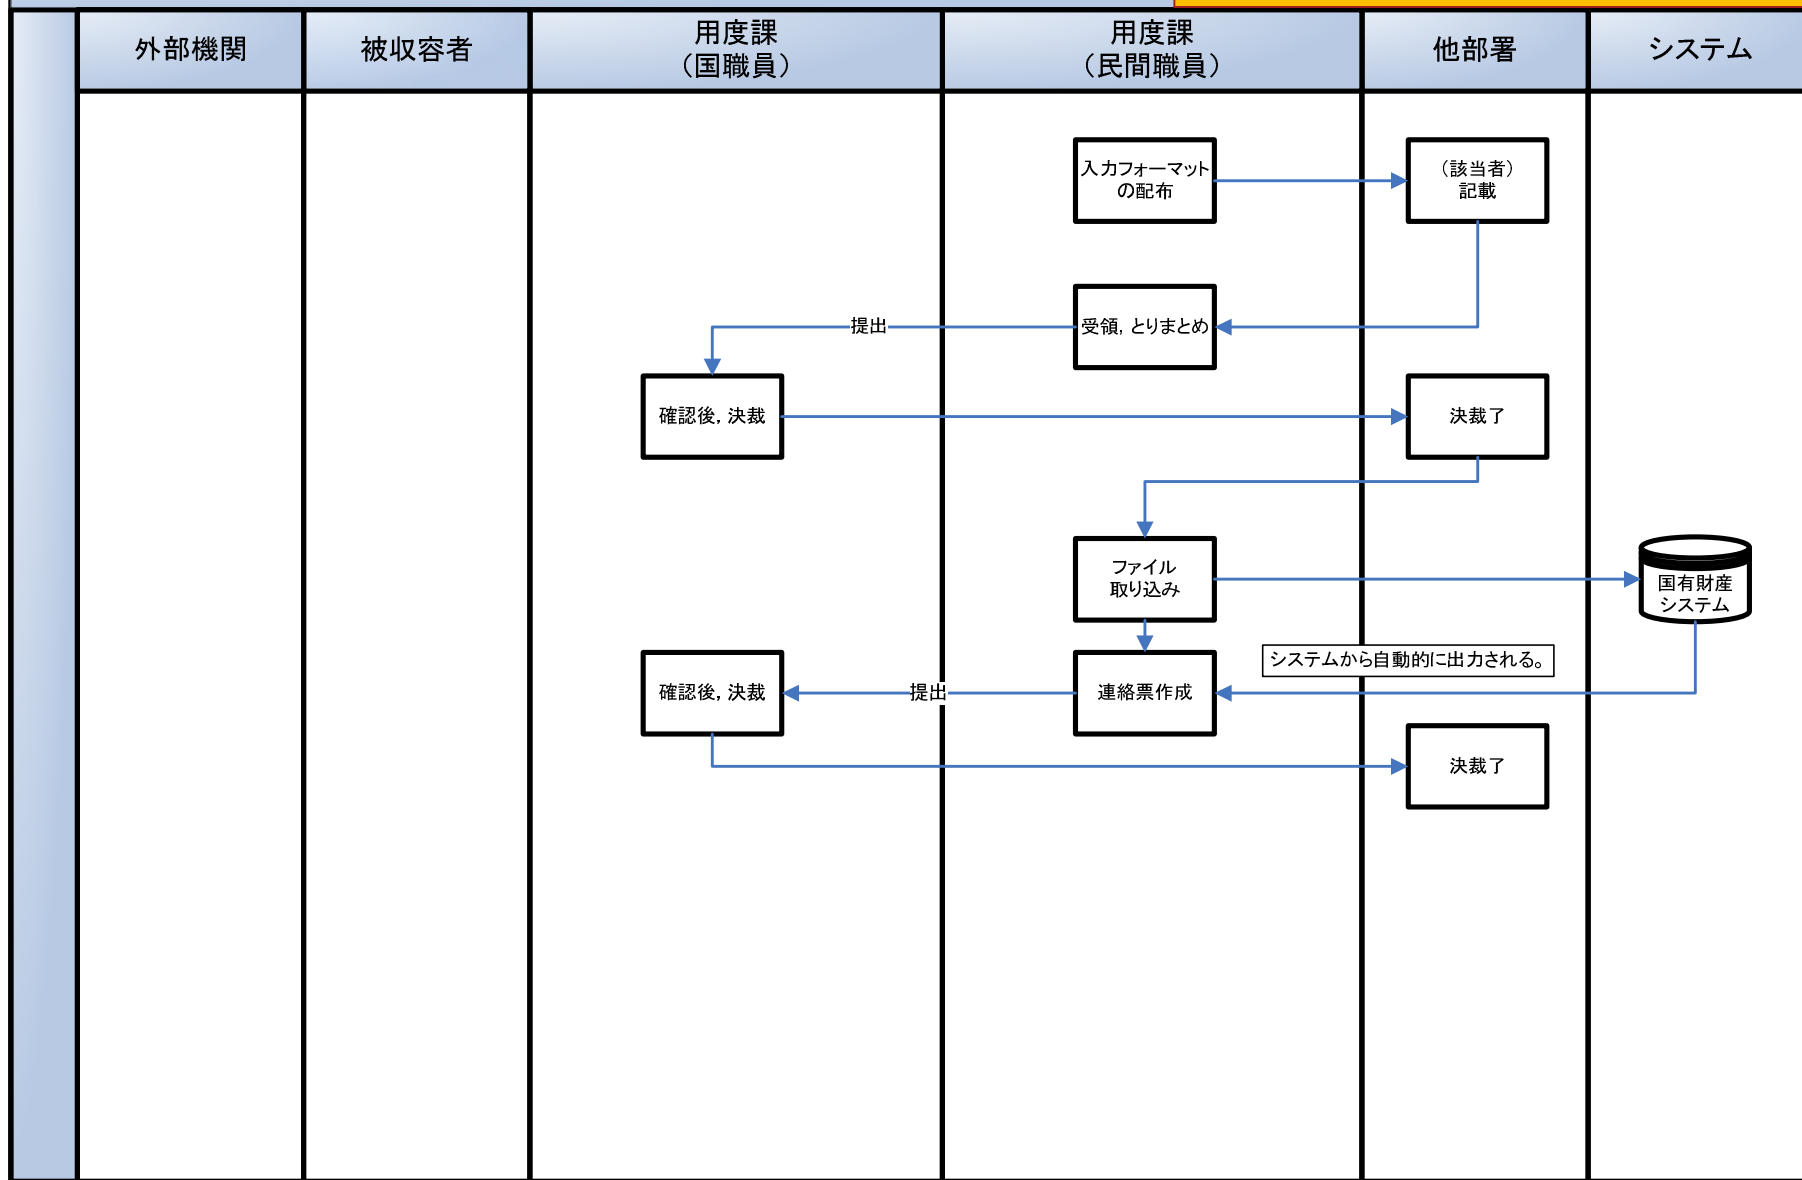 外部機関
被収容者
用度課
（国職員）
用度課
（民間職員）
他部署
システム
入力フォーマット
の配布
（該当者）
記載
提出
受領，とりまとめ
確認後，決裁
決裁了
ファイル
取り込み
国有財産
システム
システムから自動的に出力される。
確認後，決裁
提出
連絡票作成
決裁了